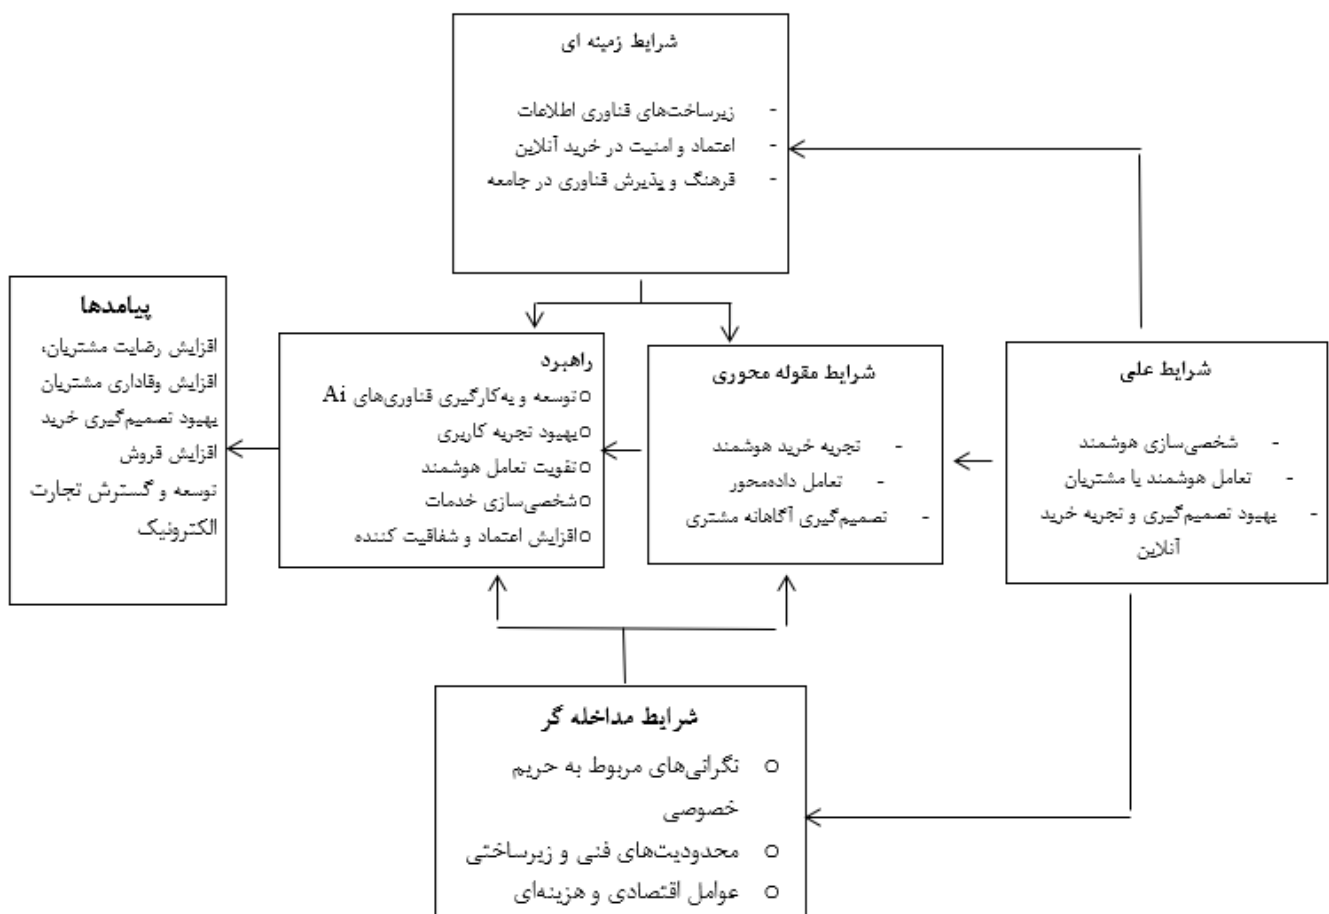 شرایط زمینه ای
- زیرساخت‌های فناوری اطلاعات
- اعتماد و امنیت در خرید آنلاین
- فرهنگ و پذیرش فناوری در جامعه
شرایط علی
- شخصی‌سازی هوشمند
- تعامل هوشمند با مشتریان
- بهبود تصمیم‌گیری و تجربه خرید
آنلاین
شرایط مقوله محوری
- تجربه خرید هوشمند
- تعامل داده‌محور
- تصمیم‌گیری آگاهانه مشتری
راهبرد
o توسعه و به‌کارگیری فناوری‌های Ai
o بهبود تجربه کاربری
o تقویت تعامل هوشمند
o شخصی‌سازی خدمات
o افزایش اعتماد و شفافیت کننده
پیامدها
افزایش رضایت مشتریان،
افزایش وفاداری مشتریان
بهبود تصمیم‌گیری خرید
افزایش فروش
توسعه و گسترش تجارت
الکترونیک
شرایط مداخله گر
o نگرانی‌های مربوط به حریم
خصوصی
o محدودیت‌های فنی و زیرساختی
o عوامل اقتصادی و هزینه‌ای